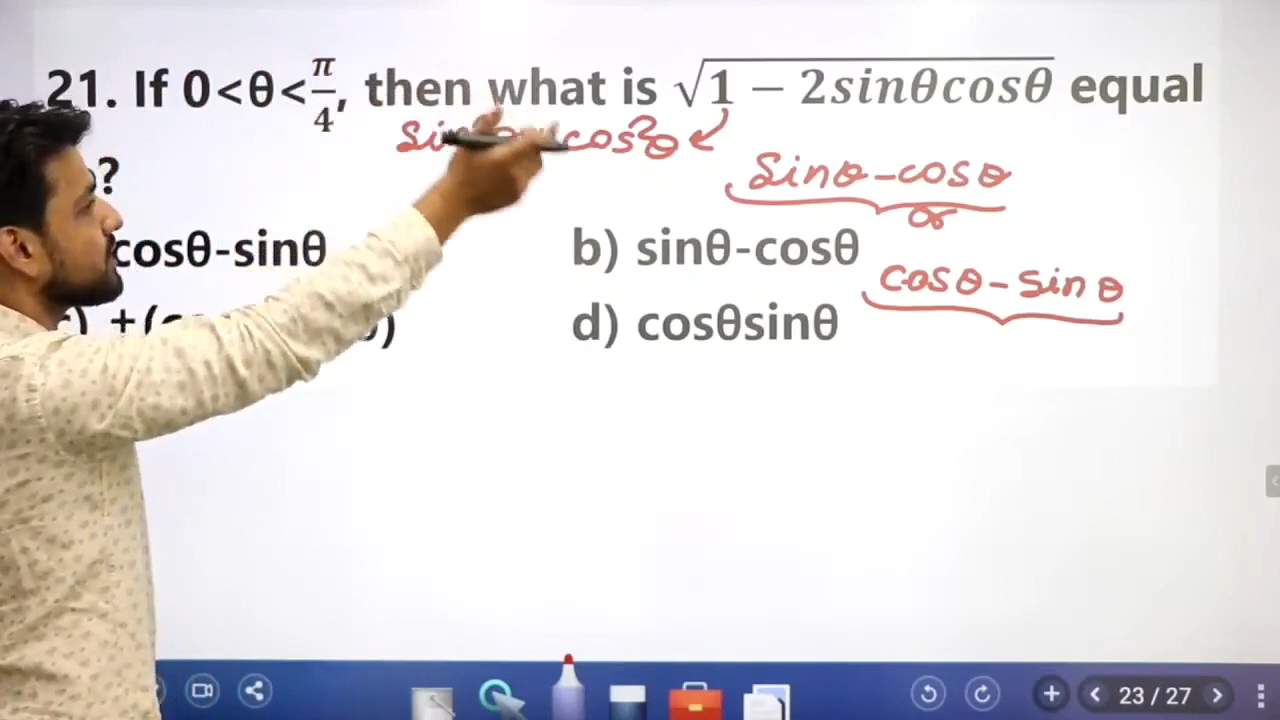 21. If 0<θ<π/4, then what is √1 − 2sinθcosθ equal
cos²θ
?
sinθ-cosθ
or
cosθ-sinθ
b) sinθ-cosθ
cosθ-sinθ
d) cosθsinθ
23 / 27